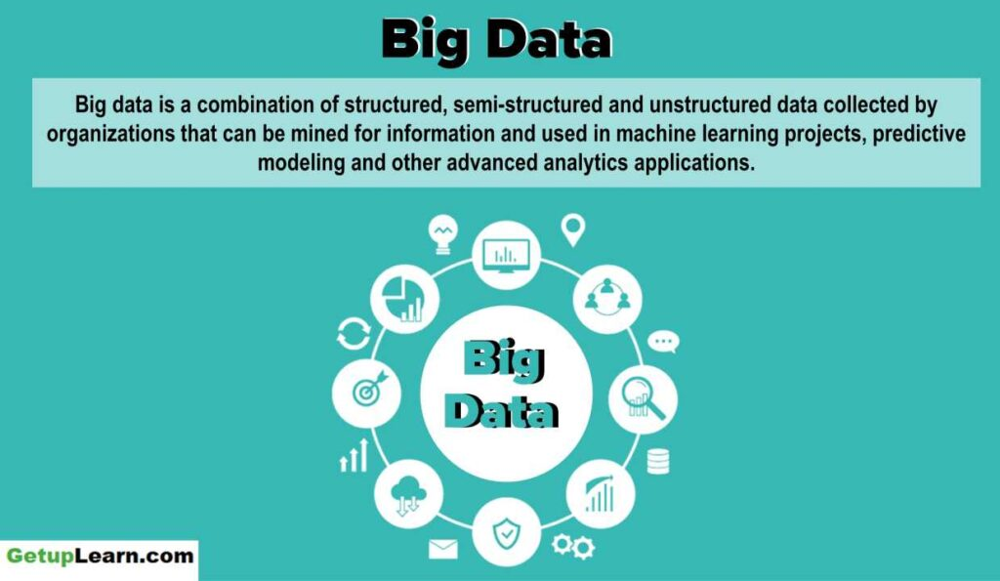 Big Data
Big data is a combination of structured, semi-structured and unstructured data collected by
organizations that can be mined for information and used in machine learning projects, predictive
modeling and other advanced analytics applications.
Big
Data
GetupLearn.com